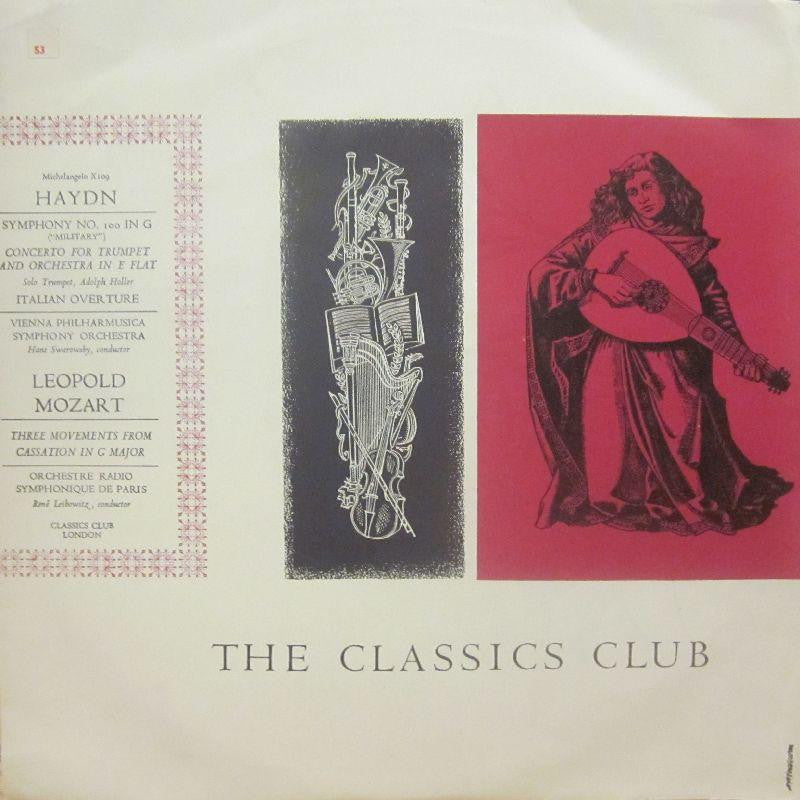 53
Michelangelo X109
HAYDN
SYMPHONY NO. 100 IN G
("MILITARY")
CONCERTO FOR TRUMPET
AND ORCHESTRA IN E FLAT
Solo Trumpet, Adolph Holler
ITALIAN OVERTURE
VIENNA PHILHARMUSICA
SYMPHONY ORCHESTRA
Hans Swarowsky, conductor
LEOPOLD
MOZART
THREE MOVEMENTS FROM
CASSATION IN G MAJOR
ORCHESTRE RADIO
SYMPHONIQUE DE PARIS
René Leibowitz, conductor
CLASSICS CLUB
LONDON
THE CLASSICS CLUB